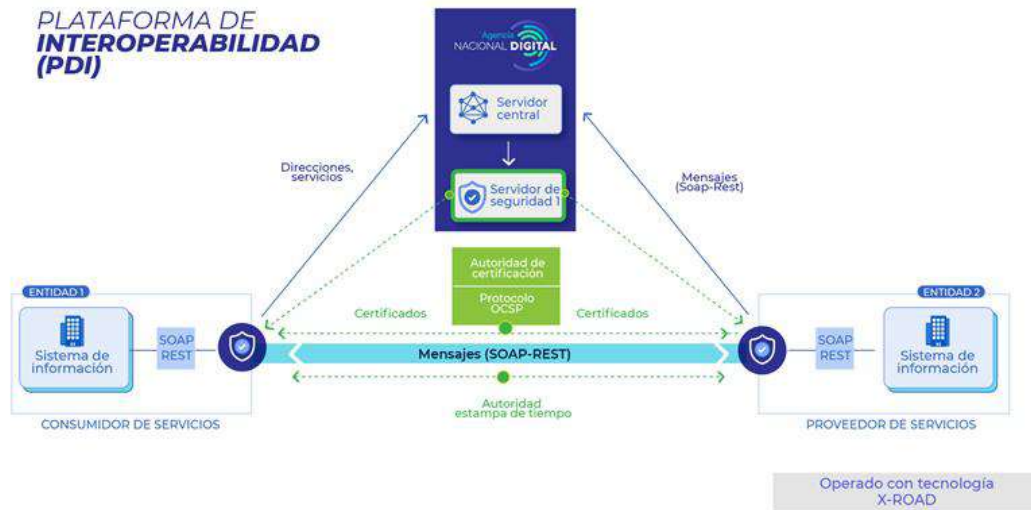 PLATAFORMA DE
INTEROPERABILIDAD
(PDI)
Agencia
NACIONAL DIGITAL
Servidor
central
Direcciones,
servicios
Mensajes
(Soap-Rest)
Servidor de
seguridad 1
Autoridad de
certificación
Protocolo
OCSP
Certificados
Certificados
ENTIDAD 1
Sistema de
información
SOAP
REST
Mensajes (SOAP-REST)
ENTIDAD 2
SOAP
REST
Sistema de
información
Autoridad
estampa de tiempo
CONSUMIDOR DE SERVICIOS
PROVEEDOR DE SERVICIOS
Operado con tecnología
X-ROAD